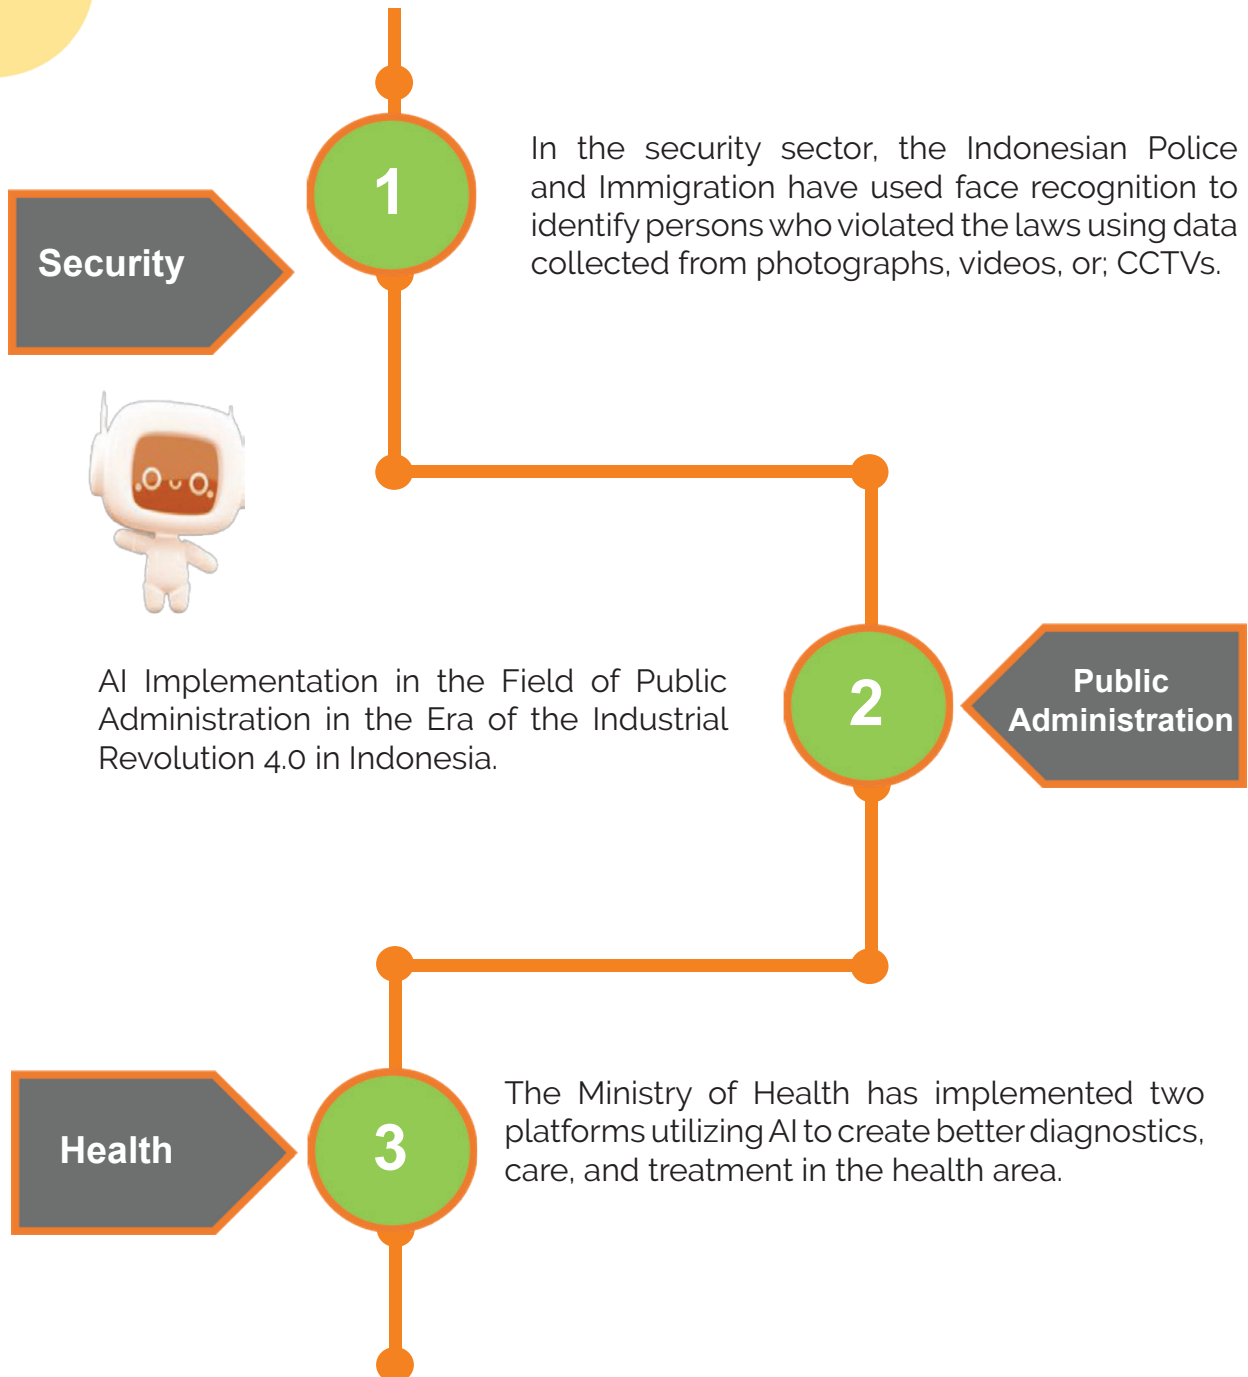 1
In the security sector, the Indonesian Police
and Immigration have used face recognition to
identify persons who violated the laws using data
collected from photographs, videos, or; CCTVs.
Security
AI Implementation in the Field of Public
Administration in the Era of the Industrial
Revolution 4.0 in Indonesia.
2
Public
Administration
Health
3
The Ministry of Health has implemented two
platforms utilizing AI to create better diagnostics,
care, and treatment in the health area.